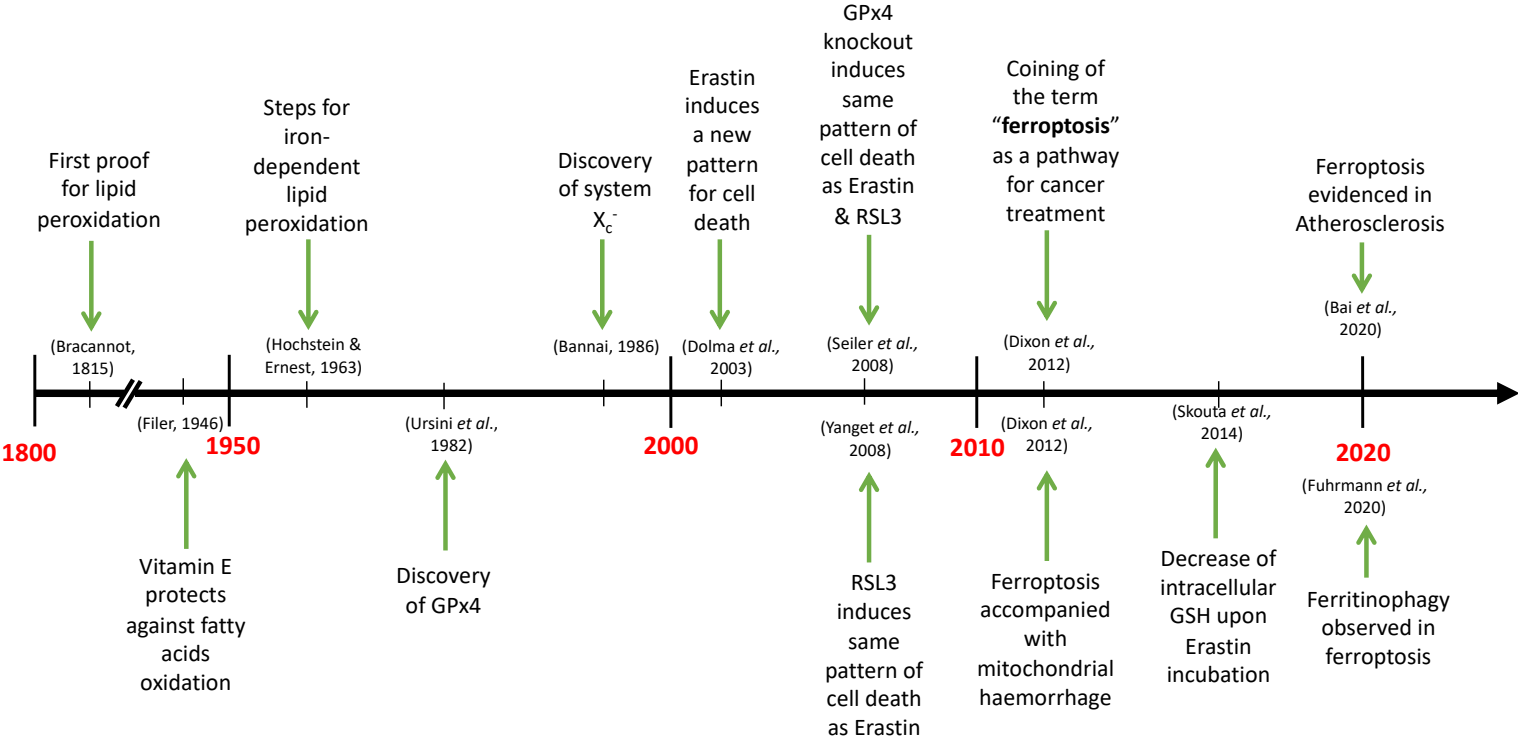 First proof
for lipid
peroxidation
(Bracannot,
1815)
Steps for
iron-
dependent
lipid
peroxidation
(Hochstein &
Ernest, 1963)
Discovery
of system
Xc-
(Bannai, 1986)
Erastin
induces
a new
pattern
for cell
death
(Dolma et al.,
2003)
GPx4
knockout
induces
same
pattern of
cell death
as Erastin
& RSL3
(Seiler et al.,
2008)
Coining of
the term
“ferroptosis”
as a pathway
for cancer
treatment
(Dixon et al.,
2012)
Ferroptosis
evidenced in
Atherosclerosis
(Bai et al.,
2020)
1800
1950
2000
2010
2020
(Filer, 1946)
Vitamin E
protects
against fatty
acids
oxidation
(Ursini et al.,
1982)
Discovery
of GPx4
(Yanget et al.,
2008)
RSL3
induces
same
pattern of
cell death
as Erastin
(Dixon et al.,
2012)
Ferroptosis
accompanied
with
mitochondrial
haemorrhage
(Skouta et al.,
2014)
Decrease of
intracellular
GSH upon
Erastin
incubation
(Fuhrmann et al.,
2020)
Ferritinophagy
observed in
ferroptosis